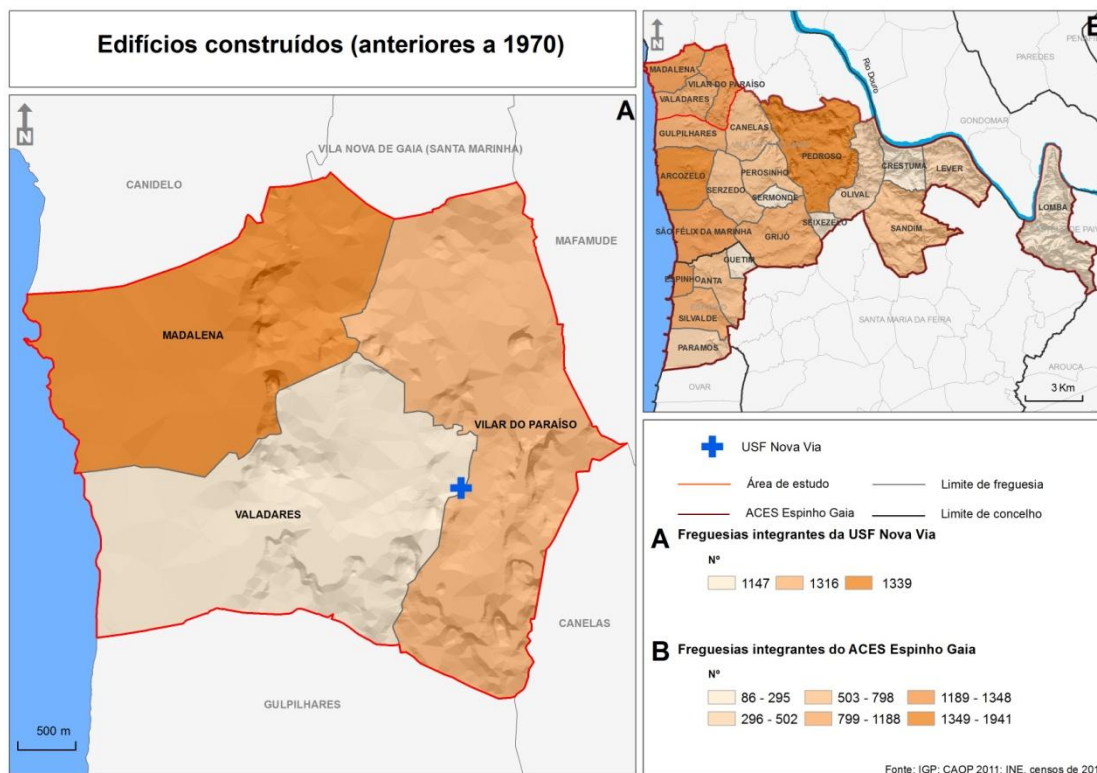 Edifícios construídos (anteriores a 1970)
N
A
VILA NOVA DE GAIA (SANTA MARINHA)
CANIDELO
MAFAMUDE
MADALENA
VILAR DO PARAÍSO
VALADARES
CANELAS
GULPILHARES
500 m
N
Rio Douro
PAREDES
GONDOMAR
MADALENA
VILAR DO PARAÍSO
VALADARES
GULPILHARES
CANELAS
PEDROSO
CRESTUMA
LEVER
ARCOZELO
PEROSINHO
SERZEDO
SERMONDE
OLIVAL
LOMBA
SEIXEZELO
SÃO FÉLIX DA MARINHA
GRIJÓ
SANDIM
GUETIM
ESPINHO
ANTA
SILVALDE
SANTA MARIA DA FEIRA
PARAMOS
AROUCA
OVAR
3 Km
USF Nova Via
Área de estudo
Limite de freguesia
ACES Espinho Gaia
Limite de concelho
A Freguesias integrantes da USF Nova Via
Nº
1147 1316 1339
B Freguesias integrantes do ACES Espinho Gaia
Nº
86 - 295 503 - 798 1189 - 1348
296 - 502 799 - 1188 1349 - 1941
Fonte: IGP; CAOP 2011; INE, censos de 201